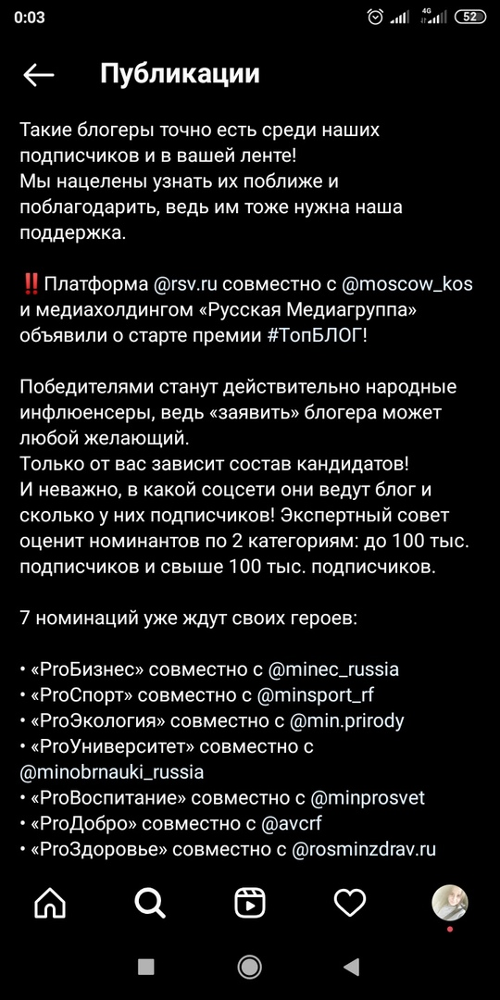 0:03
4G
52
Публикации
Такие блогеры точно есть среди наших
подписчиков и в вашей ленте!
Мы нацелены узнать их поближе и
поблагодарить, ведь им тоже нужна наша
поддержка.
‼️Платформа @rsv.ru совместно с @moscow_kos
и медиахолдингом «Русская Медиагруппа»
объявили о старте премии #ТопБЛОГ!
Победителями станут действительно народные
инфлюенсеры, ведь «заявить» блогера может
любой желающий.
Только от вас зависит состав кандидатов!
И неважно, в какой соцсети они ведут блог и
сколько у них подписчиков! Экспертный совет
оценит номинантов по 2 категориям: до 100 тыс.
подписчиков и свыше 100 тыс. подписчиков.
7 номинаций уже ждут своих героев:
• «ProБизнес» совместно с @minec_russia
• «ProСпорт» совместно с @minsport_rf
• «ProЭкология» совместно с @min.prirody
• «ProУниверситет» совместно с
@minobrnauki_russia
• «ProВоспитание» совместно с @minprosvet
• «ProДобро» совместно с @avcrf
• «ProЗдоровье» совместно с @rosminzdrav.ru